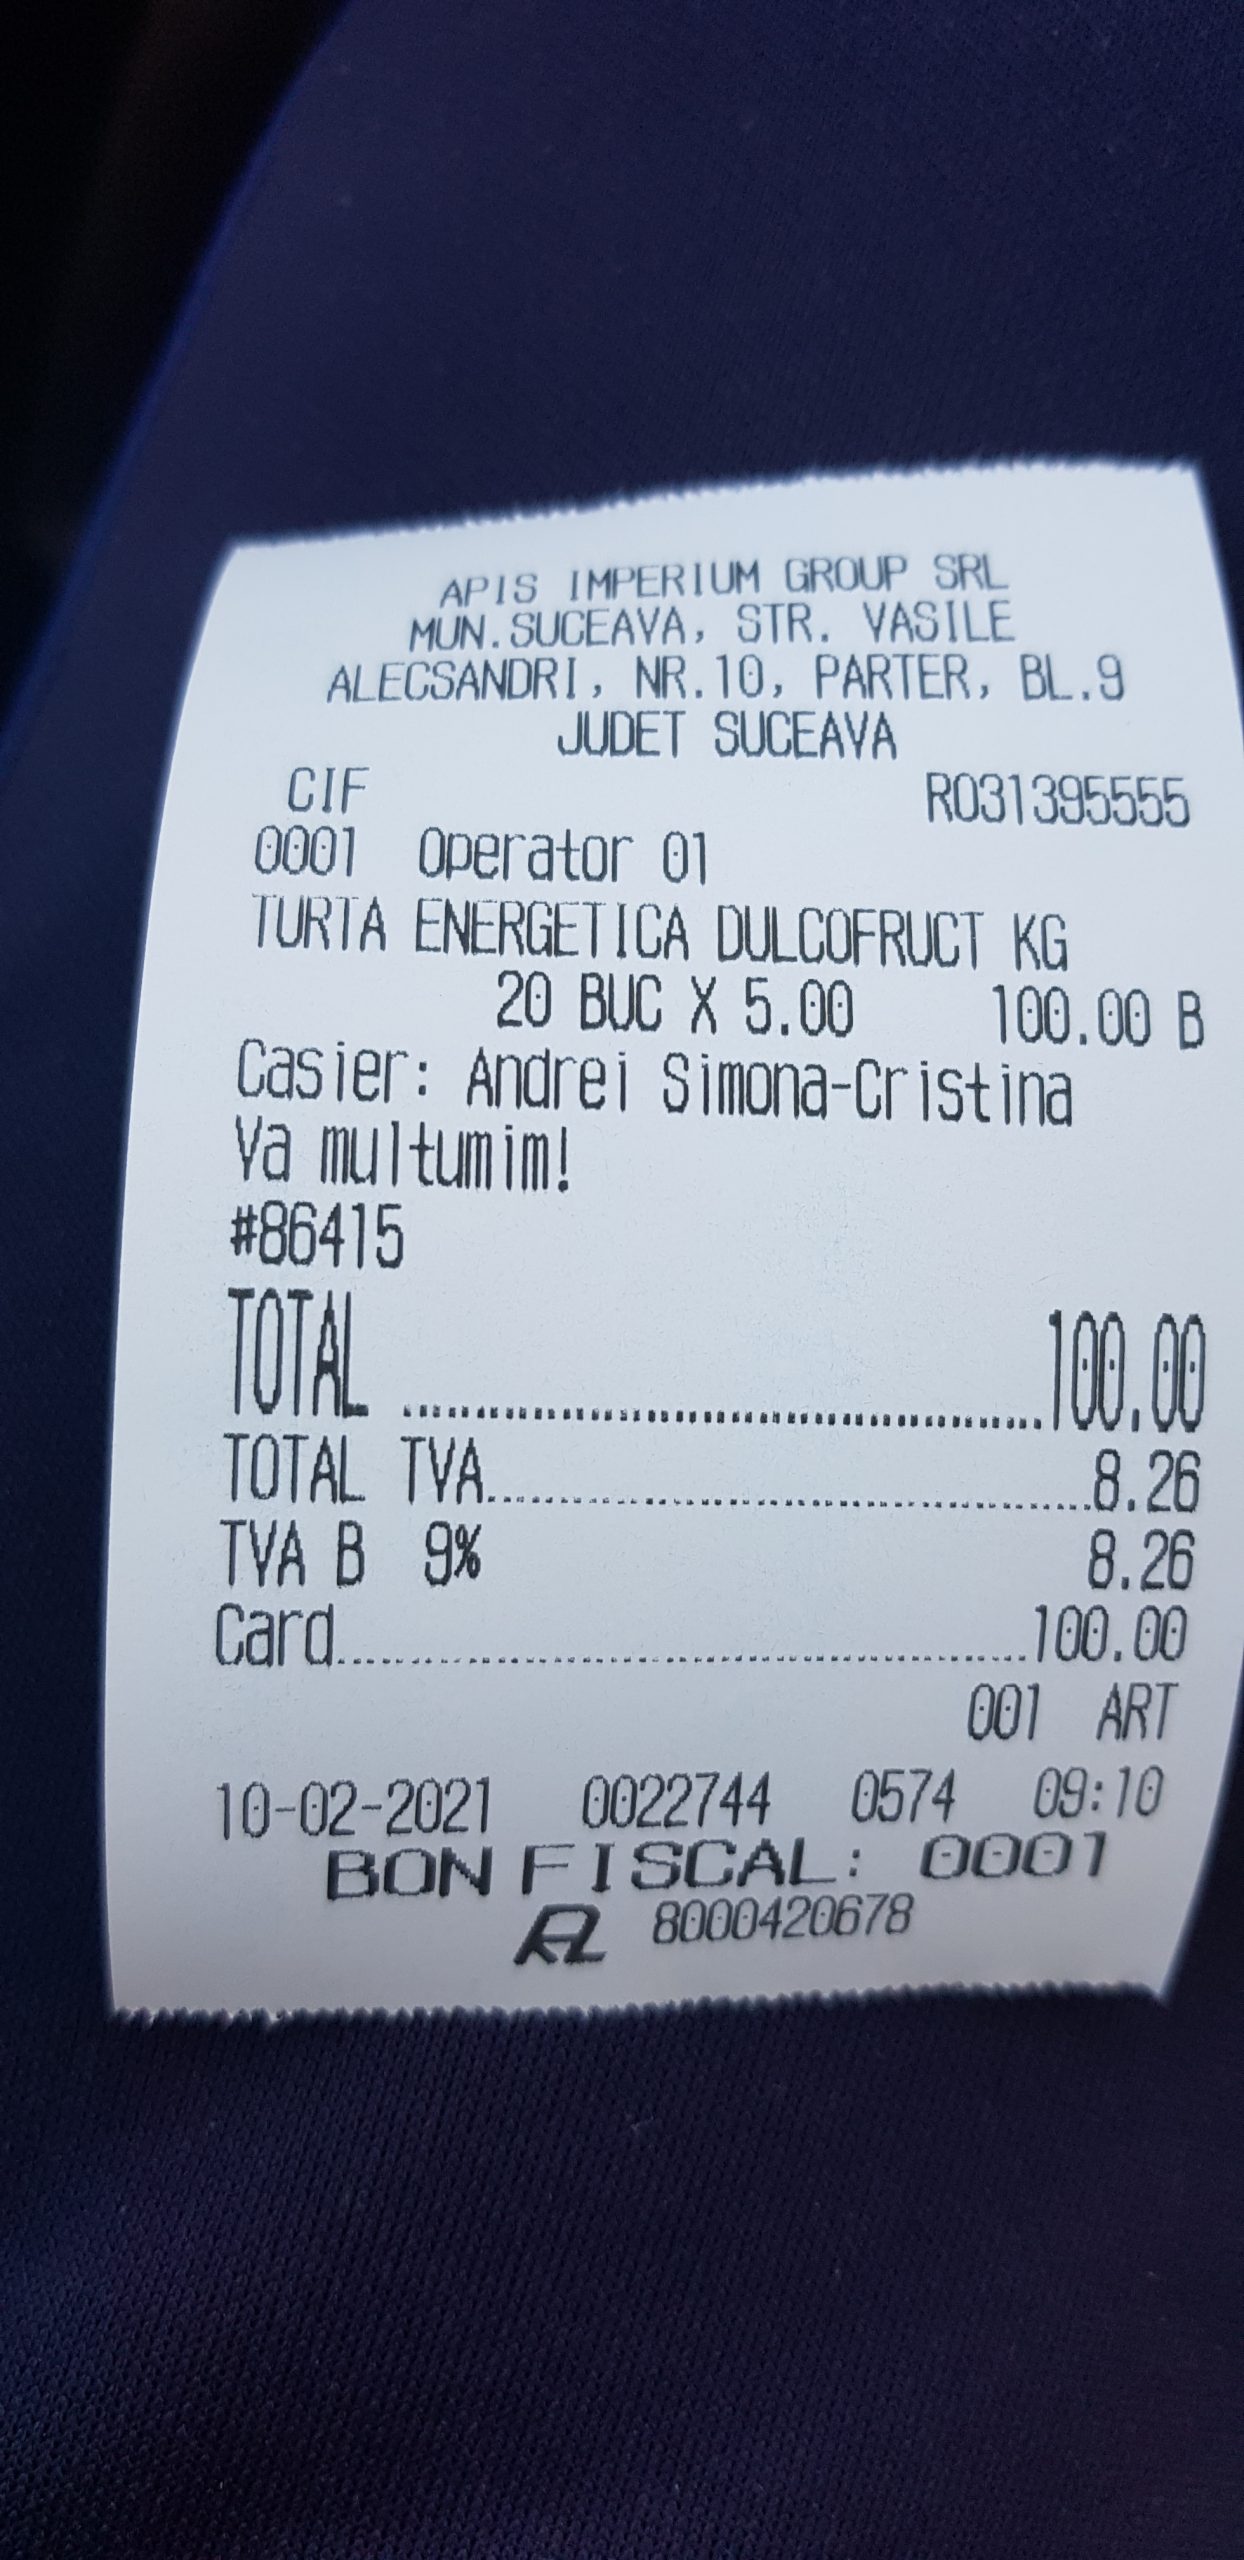 APIS IMPERIUM GROUP SRL
MUN.SUCEAVA, STR. VASILE
ALECSANDRI, NR.10, PARTER, BL.9
JUDET SUCEAVA
CIF RO31395555
0001 Operator 01
TURTA ENERGETICA DULCOFRUCT KG
20 BUC X 5.00 100.00 B
Casier: Andrei Simona-Cristina
Va multumim!
#86415
TOTAL ........................................100.00
TOTAL TVA........................................8.26
TVA B 9% 8.26
Card........................................100.00
001 ART
10-02-2021 0022744 0574 09:10
BON FISCAL: 0001
8000420678